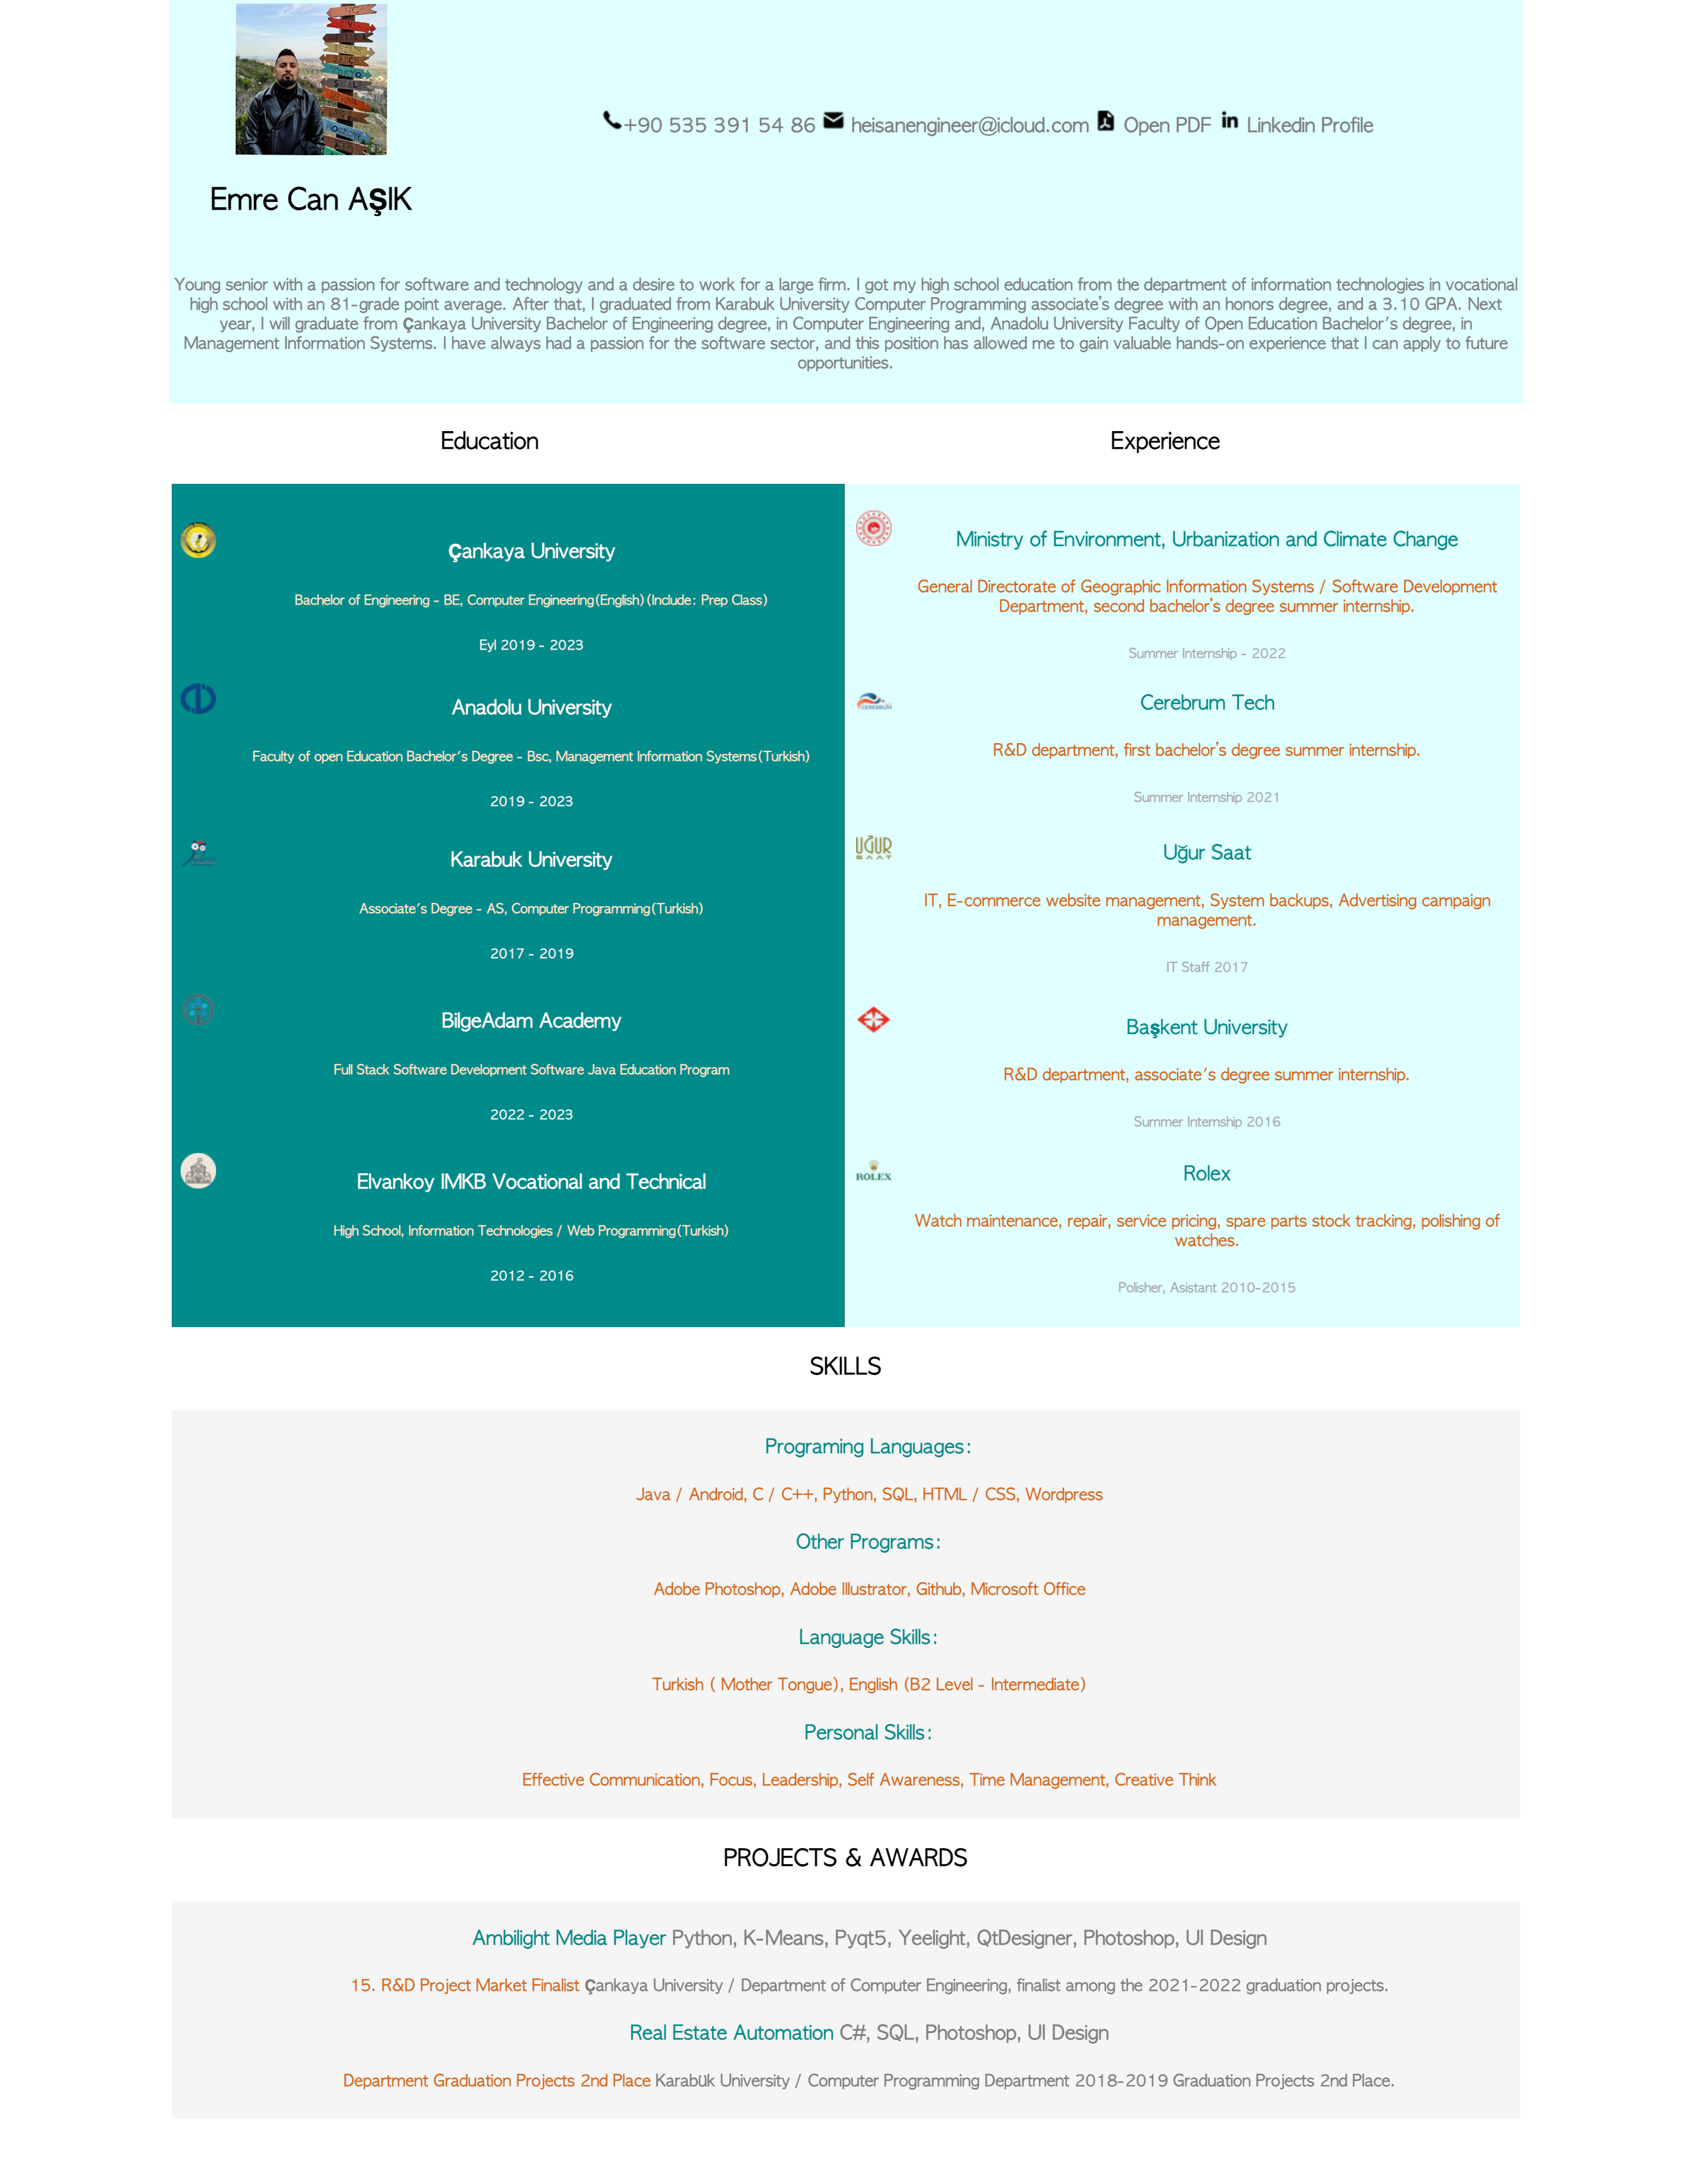 +90 535 391 54 86 heisanengineer@icloud.com Open PDF Linkedin Profile
Emre Can AŞIK
Young senior with a passion for software and technology and a desire to work for a large firm. I got my high school education from the department of information technologies in vocational
high school with an 81-grade point average. After that, I graduated from Karabuk University Computer Programming associate's degree with an honors degree, and a 3.10 GPA. Next
year, I will graduate from Çankaya University Bachelor of Engineering degree, in Computer Engineering and, Anadolu University Faculty of Open Education Bachelor's degree, in
Management Information Systems. I have always had a passion for the software sector, and this position has allowed me to gain valuable hands-on experience that I can apply to future
opportunities.
Education
Çankaya University
Bachelor of Engineering - BE, Computer Engineering(English)(Include: Prep Class)
Eyl 2019 - 2023
Anadolu University
Faculty of open Education Bachelor's Degree - Bsc, Management Information Systems(Turkish)
2019 - 2023
Karabuk University
Associate's Degree - AS, Computer Programming(Turkish)
2017 - 2019
BilgeAdam Academy
Full Stack Software Development Software Java Education Program
2022 - 2023
Elvankoy IMKB Vocational and Technical
High School, Information Technologies / Web Programming(Turkish)
2012 - 2016
Experience
Ministry of Environment, Urbanization and Climate Change
General Directorate of Geographic Information Systems / Software Development
Department, second bachelor's degree summer internship.
Summer Internship - 2022
CEREBRUM
Cerebrum Tech
R&D department, first bachelor's degree summer internship.
Summer Internship 2021
UĞUR
SAAT
Uğur Saat
IT, E-commerce website management, System backups, Advertising campaign
management.
IT Staff 2017
Başkent University
R&D department, associate's degree summer internship.
Summer Internship 2016
ROLEX
Rolex
Watch maintenance, repair, service pricing, spare parts stock tracking, polishing of
watches.
Polisher, Asistant 2010-2015
SKILLS
Programing Languages:
Java / Android, C / C++, Python, SQL, HTML / CSS, Wordpress
Other Programs:
Adobe Photoshop, Adobe Illustrator, Github, Microsoft Office
Language Skills:
Turkish ( Mother Tongue), English (B2 Level - Intermediate)
Personal Skills:
Effective Communication, Focus, Leadership, Self Awareness, Time Management, Creative Think
PROJECTS & AWARDS
Ambilight Media Player Python, K-Means, Pyqt5, Yeelight, QtDesigner, Photoshop, UI Design
15. R&D Project Market Finalist Çankaya University / Department of Computer Engineering, finalist among the 2021-2022 graduation projects.
Real Estate Automation C#, SQL, Photoshop, UI Design
Department Graduation Projects 2nd Place Karabük University / Computer Programming Department 2018-2019 Graduation Projects 2nd Place.